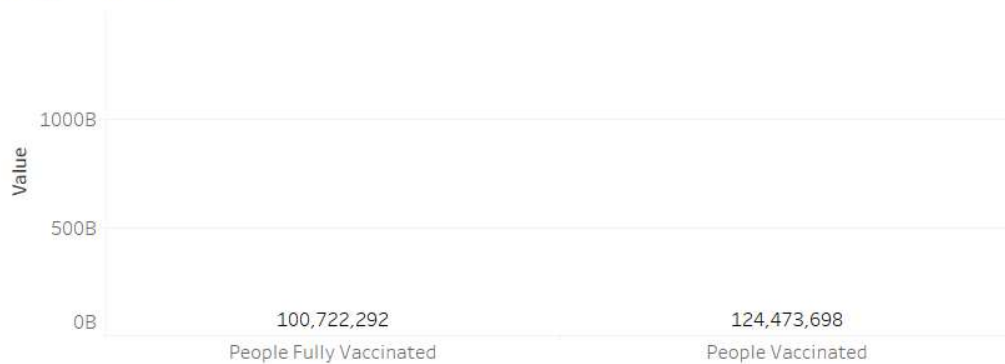 Value
1000B
500B
0B
100,722,292 124,473,698
People Fully Vaccinated People Vaccinated